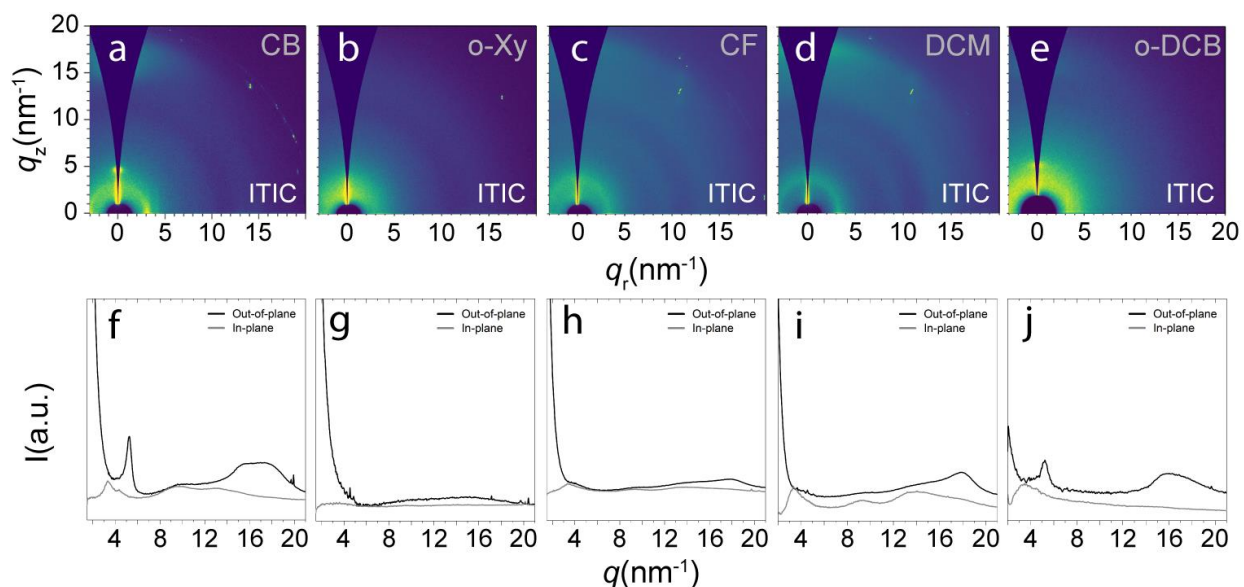 20
15
10
5
0
q_z(nm⁻¹)
a CB
ITIC
b o-Xy
ITIC
c CF
ITIC
d DCM
ITIC
e o-DCB
ITIC
0 5 10 15
0 5 10 15
0 5 10 15
0 5 10 15
0 5 10 15 20
q_r(nm⁻¹)
I(a.u.)
f
Out-of-plane
In-plane
g
Out-of-plane
In-plane
h
Out-of-plane
In-plane
i
Out-of-plane
In-plane
j
Out-of-plane
In-plane
4 8 12 16 20
4 8 12 16 20
4 8 12 16 20
4 8 12 16 20
4 8 12 16 20
q(nm⁻¹)